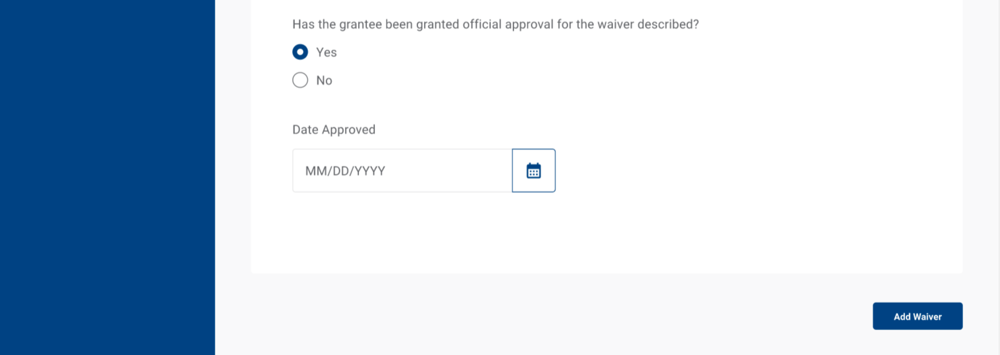 Has the grantee been granted official approval for the waiver described?
Yes
No
Date Approved
MM/DD/YYYY
Add Waiver